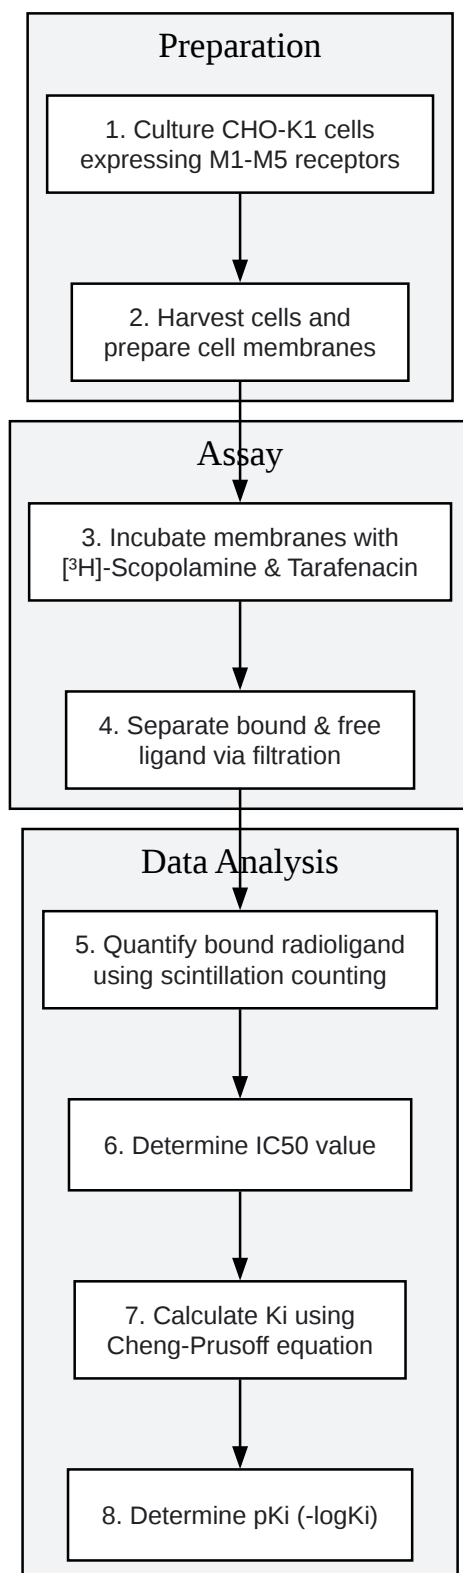 Preparation
1. Culture CHO-K1 cells
expressing M1-M5 receptors
2. Harvest cells and
prepare cell membranes
Assay
3. Incubate membranes with
[³H]-Scopolamine & Tarafenacin
4. Separate bound & free
ligand via filtration
Data Analysis
5. Quantify bound radioligand
using scintillation counting
6. Determine IC50 value
7. Calculate Ki using
Cheng-Prusoff equation
8. Determine pKi (-logKi)